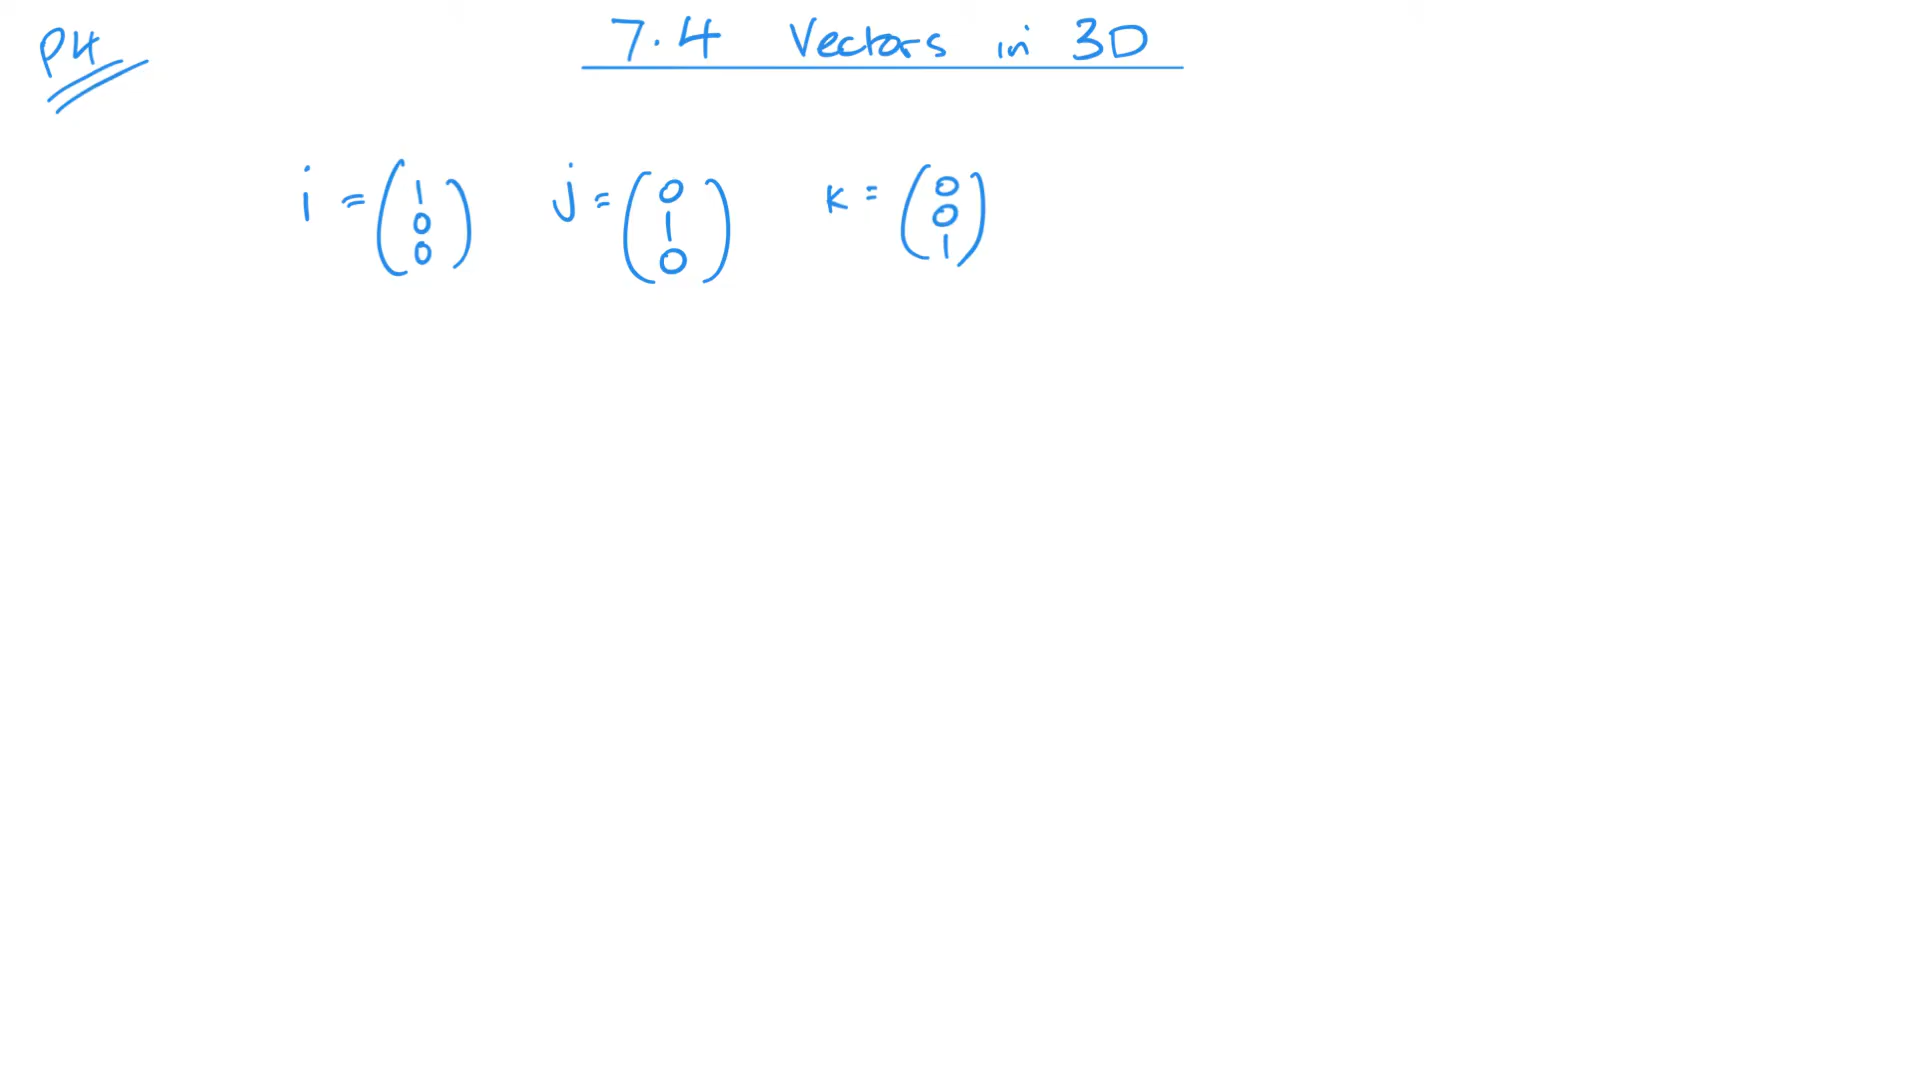 P4
7.4 Vectors in 3D
i = (1 0 0) j = (0 1 0) k = (0 0 1)